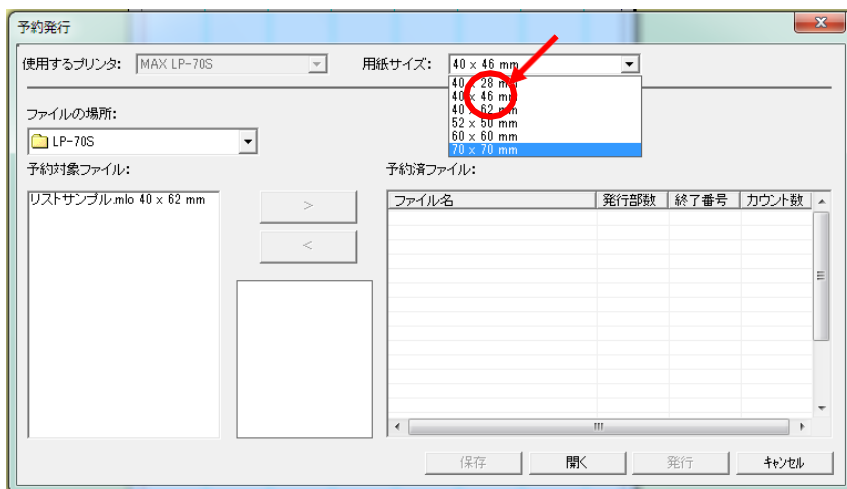 予約発行
使用するプリンタ: MAX LP-70S 用紙サイズ: 40 x 46 mm
40 x 28 mm
40 x 46 mm
40 x 62 mm
52 x 50 mm
60 x 60 mm
70 x 70 mm
ファイルの場所:
LP-70S
予約対象ファイル: 予約済ファイル:
リストサンプル.mlo 40 x 62 mm
ファイル名 発行部数 終了番号 カウント数
>
<
保存 開く 発行 キャンセル